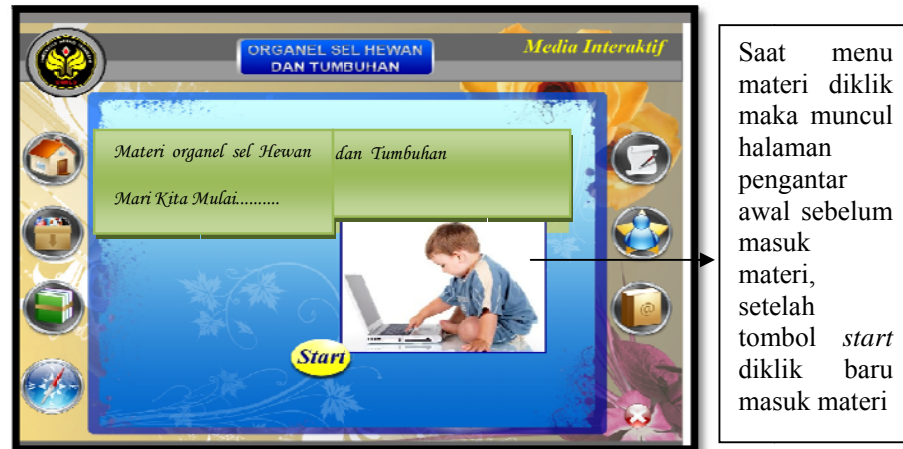 ORGANEL SEL HEWAN
DAN TUMBUHAN
Media Interaktif
Materi organel sel Hewan dan Tumbuhan
Mari Kita Mulai..........
Start
Saat menu
materi diklik
maka muncul
halaman
pengantar
awal sebelum
masuk
materi,
setelah
tombol start
diklik baru
masuk materi